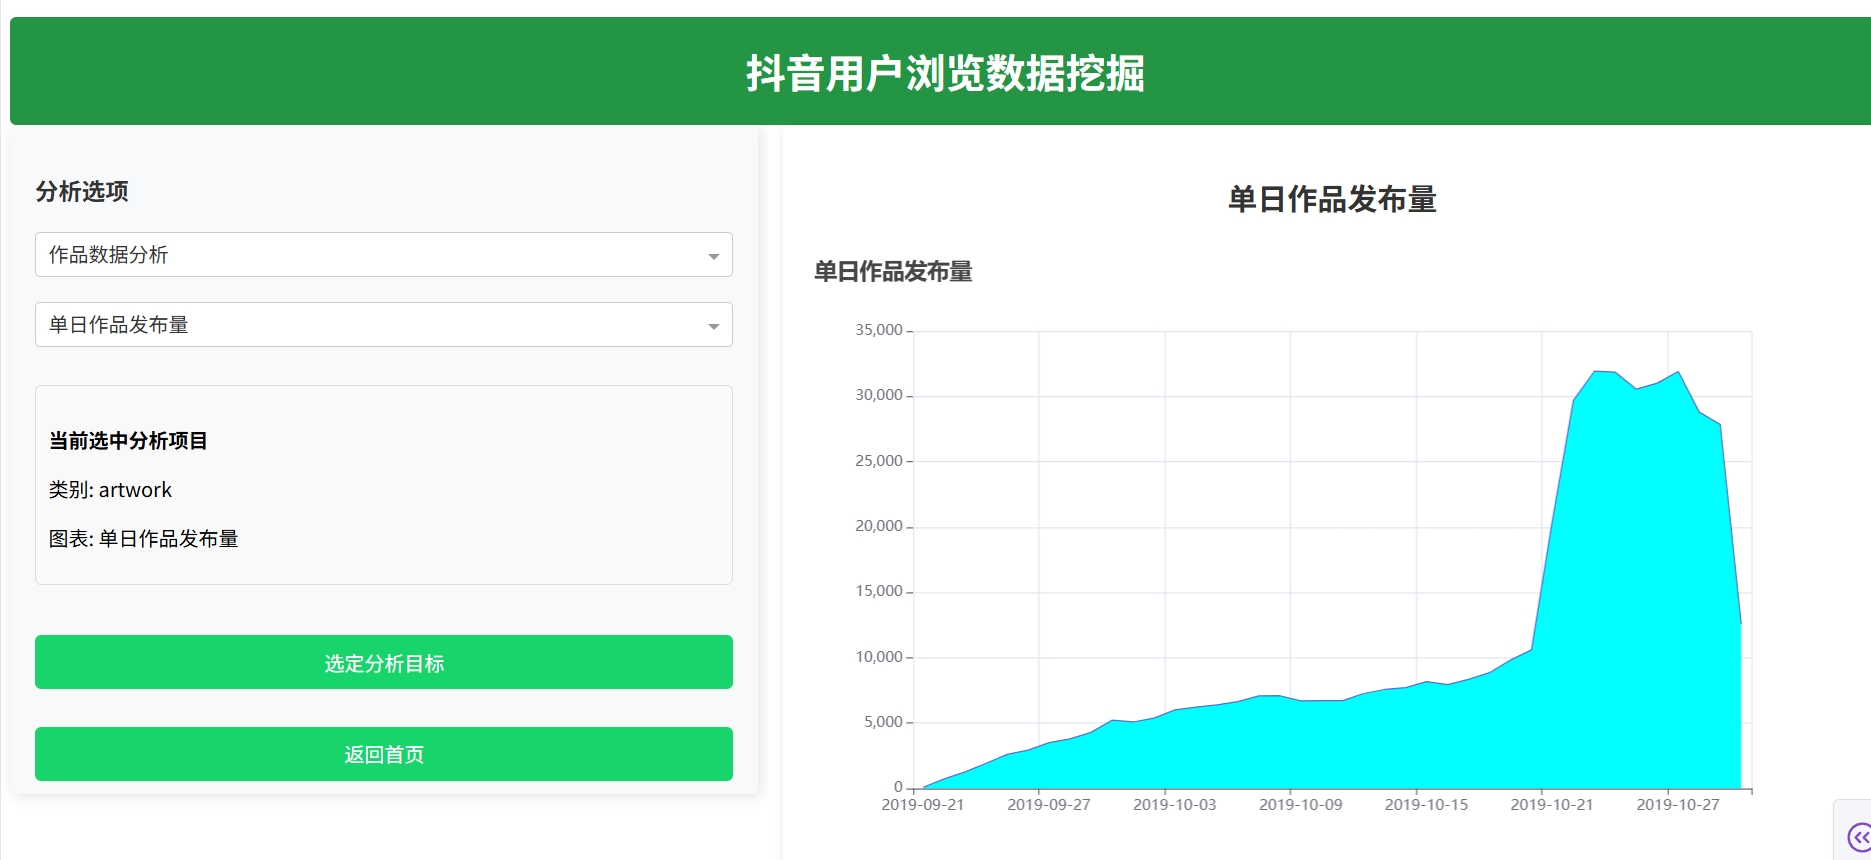 抖音用户浏览数据挖掘
分析选项
作品数据分析
单日作品发布量
当前选中分析项目
类别: artwork
图表: 单日作品发布量
选定分析目标
返回首页
单日作品发布量
单日作品发布量
35,000
30,000
25,000
20,000
15,000
10,000
5,000
0
2019-09-21 2019-09-27 2019-10-03 2019-10-09 2019-10-15 2019-10-21 2019-10-27